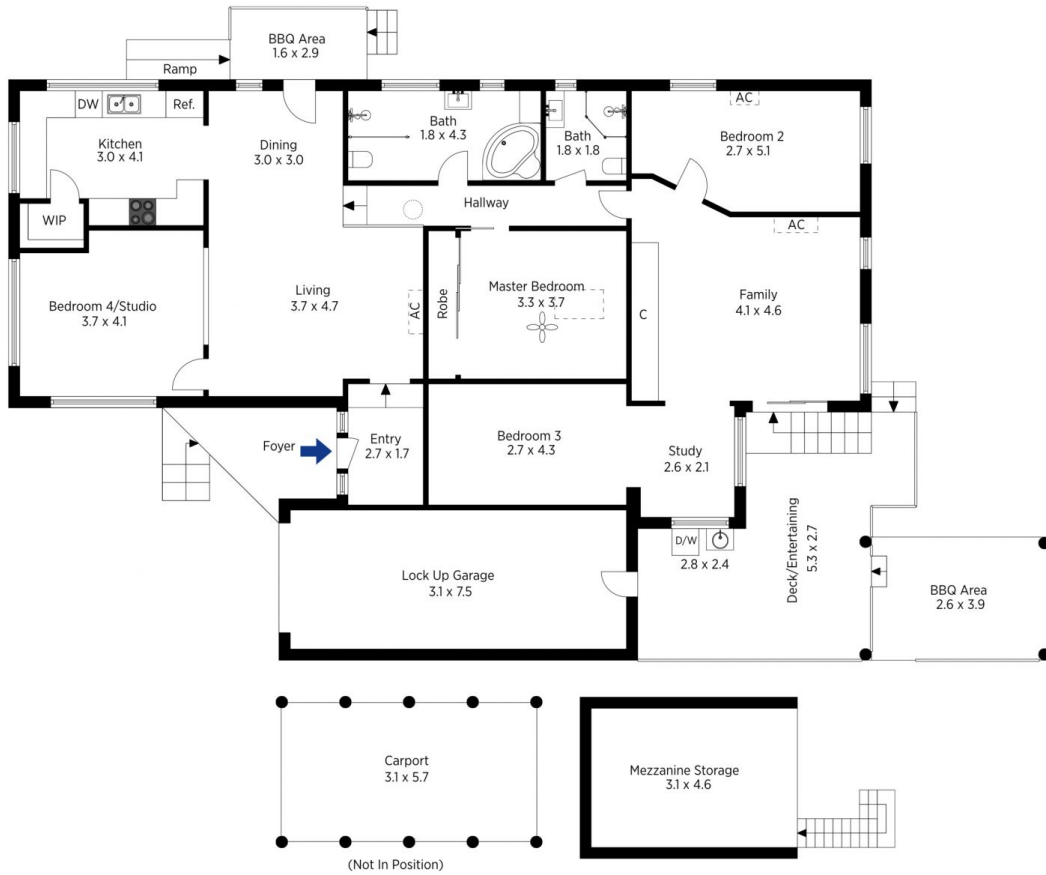 BBQ Area
1.6 x 2.9
Ramp
DW
Ref.
Kitchen
3.0 x 4.1
Dining
3.0 x 3.0
Bath
1.8 x 4.3
Bath
1.8 x 1.8
AC
Bedroom 2
2.7 x 5.1
WIP
Hallway
AC
Bedroom 4/Studio
3.7 x 4.1
Living
3.7 x 4.7
AC
Robe
Master Bedroom
3.3 x 3.7
C
Family
4.1 x 4.6
Foyer
Entry
2.7 x 1.7
Bedroom 3
2.7 x 4.3
Study
2.6 x 2.1
D/W
2.8 x 2.4
Deck/Entertaining
5.3 x 2.7
Lock Up Garage
3.1 x 7.5
BBQ Area
2.6 x 3.9
Carport
3.1 x 5.7
(Not In Position)
Mezzanine Storage
3.1 x 4.6